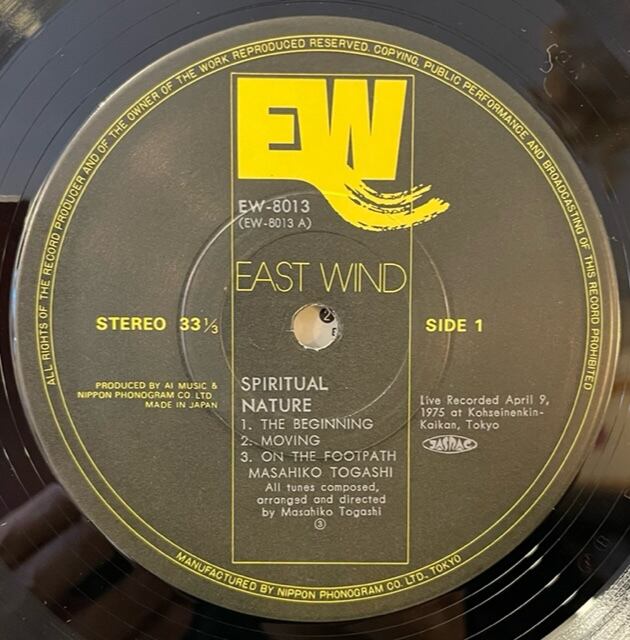 ALL RIGHTS OF THE RECORD PRODUCER AND OF THE OWNER OF THE WORK REPRODUCED RESERVED. COPYING, PUBLIC PERFORMANCE AND BROADCASTING OF THIS RECORD PROHIBITED
EW
EW-8013
(EW-8013 A)
EAST WIND
STEREO 33 1/3
SIDE 1
PRODUCED BY AI MUSIC &
NIPPON PHONOGRAM CO. LTD.
MADE IN JAPAN
SPIRITUAL
NATURE
1. THE BEGINNING
2. MOVING
3. ON THE FOOTPATH
MASAHIKO TOGASHI
All tunes composed,
arranged and directed
by Masahiko Togashi
③
Live Recorded April 9,
1975 at Kohseinenkin-
Kaikan, Tokyo
JASRAC
MANUFACTURED BY NIPPON PHONOGRAM CO. LTD., TOKYO